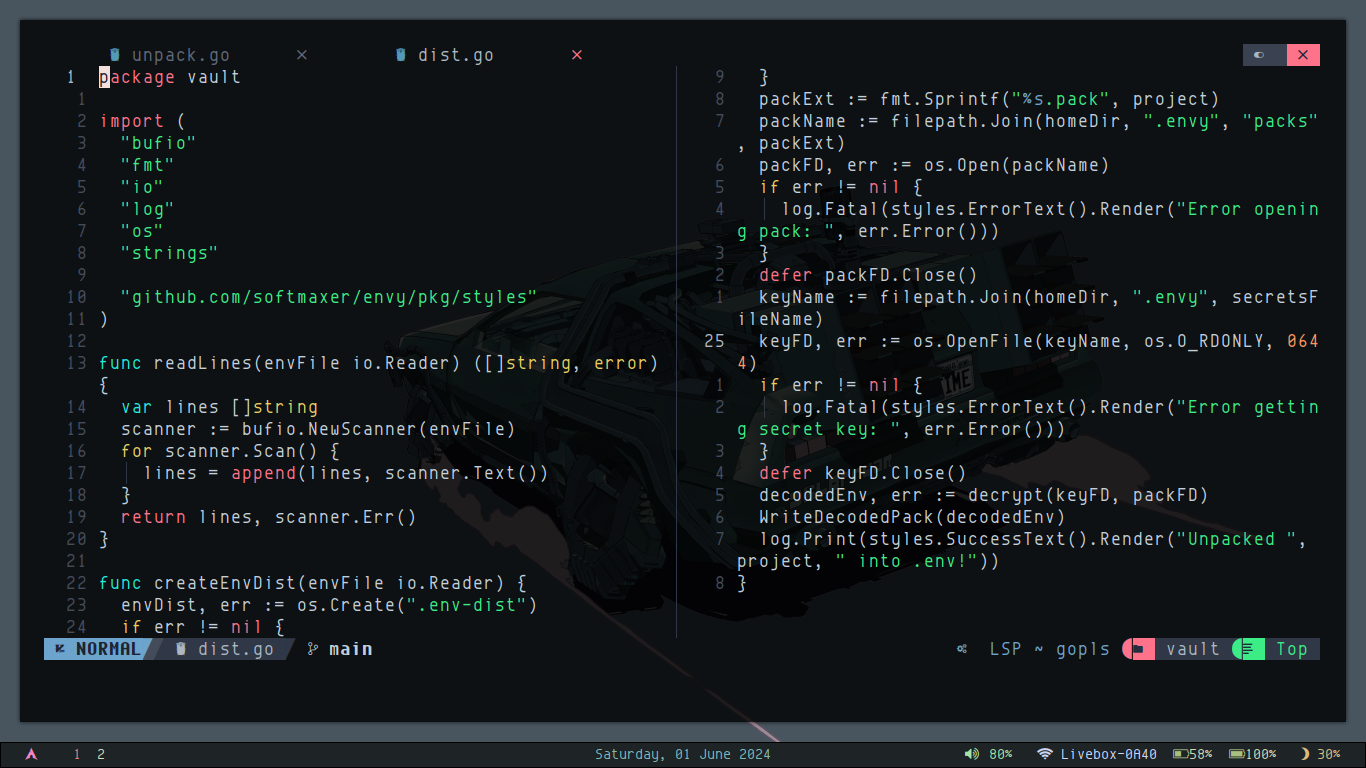 unpack.go × dist.go ×
1 package vault
1
2 import (
3 "bufio"
4 "fmt"
5 "io"
6 "log"
7 "os"
8 "strings"
9
10 "github.com/softmaxer/envy/pkg/styles"
11 )
12
13 func readLines(envFile io.Reader) ([]string, error)
{
14 var lines []string
15 scanner := bufio.NewScanner(envFile)
16 for scanner.Scan() {
17 lines = append(lines, scanner.Text())
18 }
19 return lines, scanner.Err()
20 }
21
22 func createEnvDist(envFile io.Reader) {
23 envDist, err := os.Create(".env-dist")
24 if err != nil {
9 }
8 packExt := fmt.Sprintf("%s.pack", project)
7 packName := filepath.Join(homeDir, ".envy", "packs"
, packExt)
6 packFD, err := os.Open(packName)
5 if err != nil {
4 log.Fatal(styles.ErrorText().Render("Error openin
g pack: ", err.Error()))
3 }
2 defer packFD.Close()
1 keyName := filepath.Join(homeDir, ".envy", secretsF
ileName)
25 keyFD, err := os.OpenFile(keyName, os.O_RDONLY, 064
4)
1 if err != nil {
2 log.Fatal(styles.ErrorText().Render("Error gettin
g secret key: ", err.Error()))
3 }
4 defer keyFD.Close()
5 decodedEnv, err := decrypt(keyFD, packFD)
6 WriteDecodedPack(decodedEnv)
7 log.Print(styles.SuccessText().Render("Unpacked ",
project, " into .env!"))
8 }
NORMAL dist.go main LSP ~ gopls vault Top
1 2 Saturday, 01 June 2024 80% Livebox-0A40 58% 100% 30%